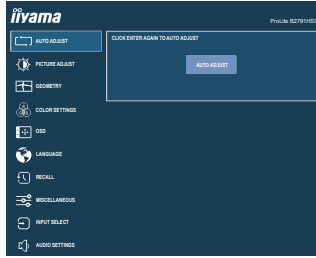 iiyama
ProLite B2791HSU
AUTO ADJUST
CLICK ENTER AGAIN TO AUTO ADJUST
AUTO ADJUST
PICTURE ADJUST
GEOMETRY
COLOR SETTINGS
OSD
LANGUAGE
RECALL
MISCELLANEOUS
INPUT SELECT
AUDIO SETTINGS